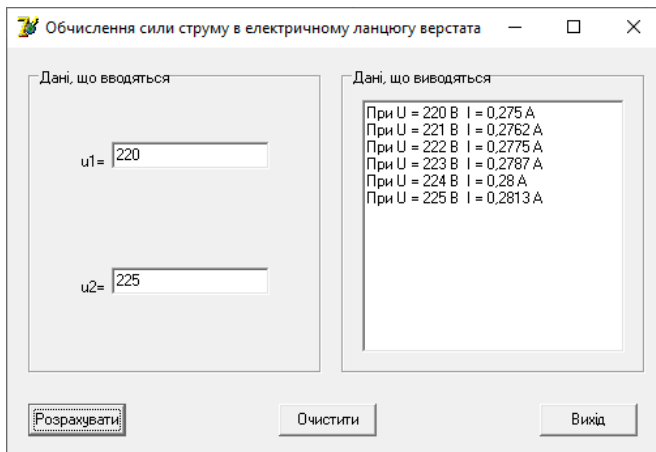 Обчислення сили струму в електричному ланцюгу верстата
Дані, що вводяться
u1= 220
u2= 225
Дані, що виводяться
При U = 220 В I = 0,275 А
При U = 221 В I = 0,2762 А
При U = 222 В I = 0,2775 А
При U = 223 В I = 0,2787 А
При U = 224 В I = 0,28 А
При U = 225 В I = 0,2813 А
Розрахувати
Очистити
Вихід